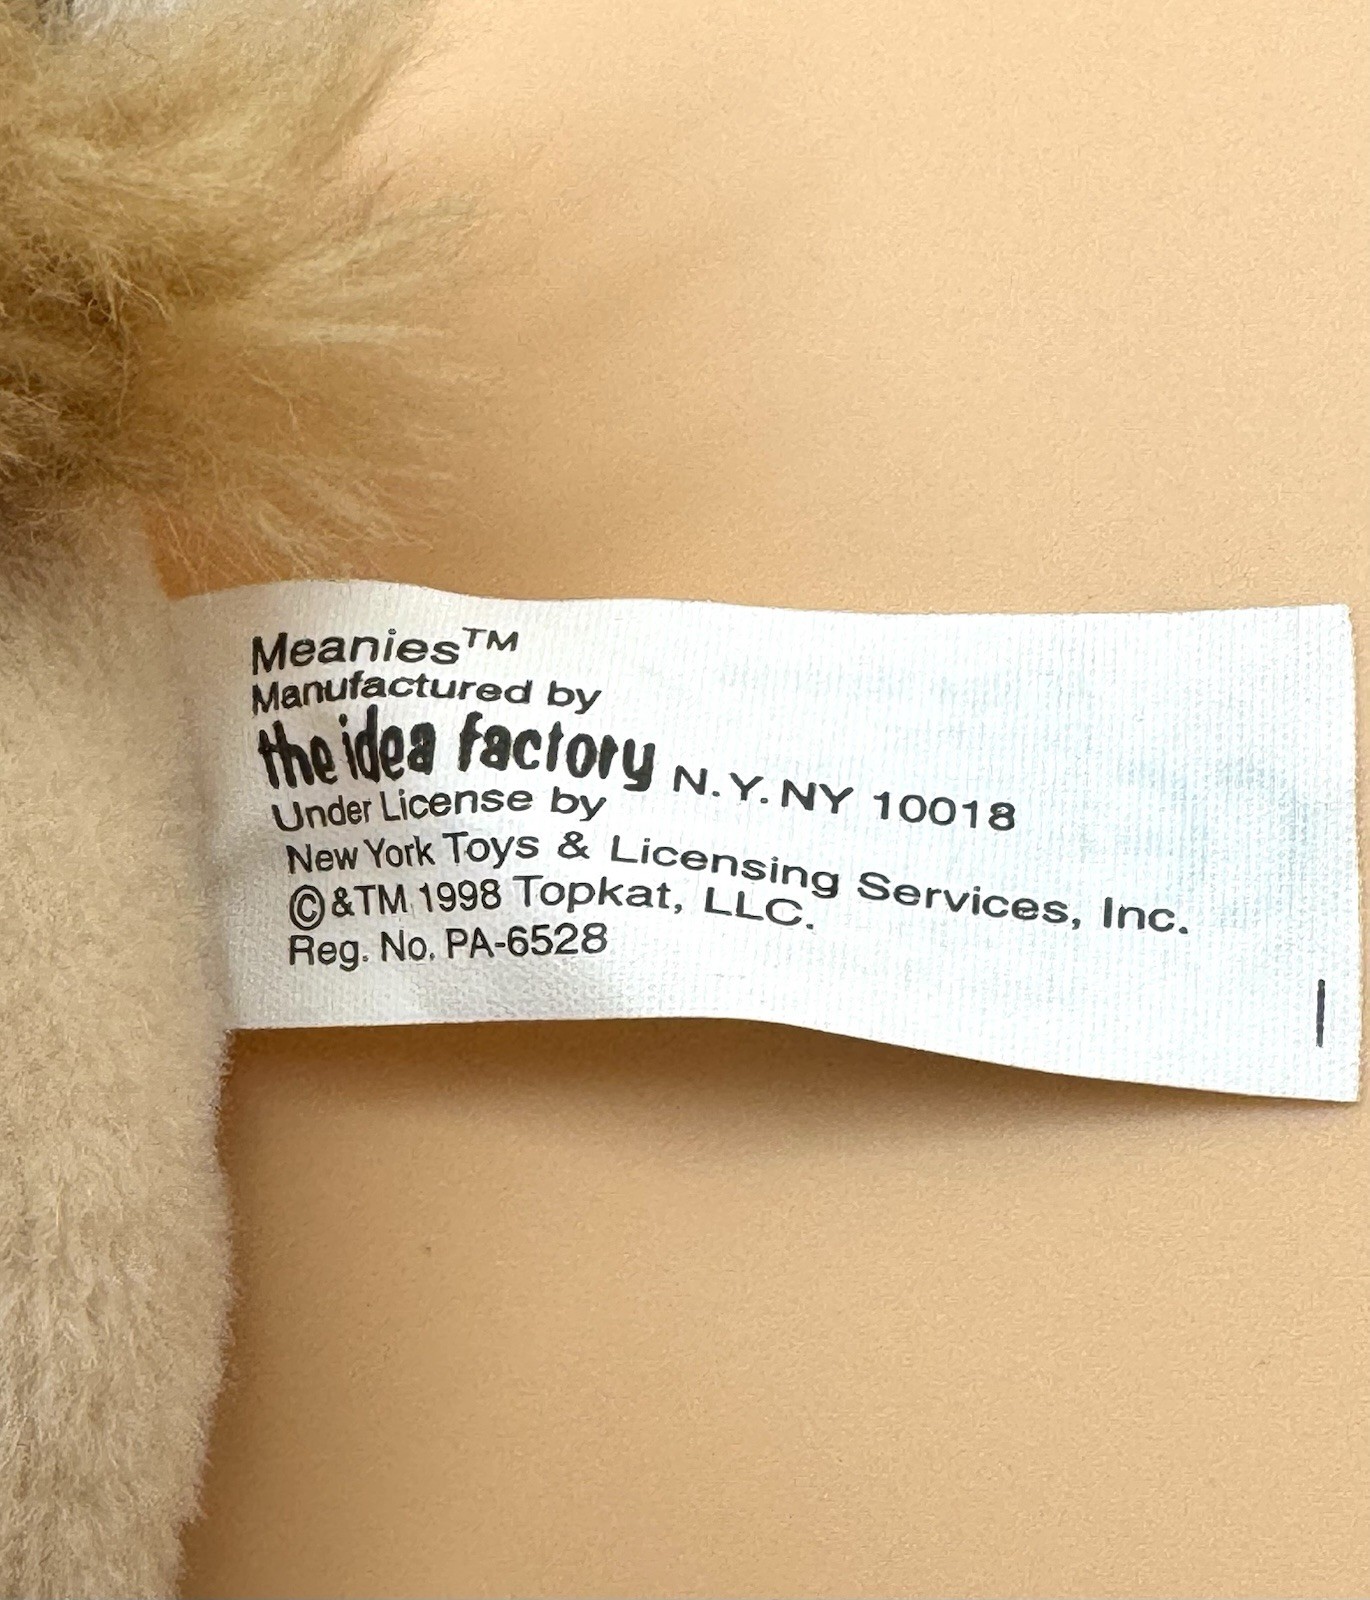 Meanies™
Manufactured by
the idea factory N.Y. NY 10018
Under License by
New York Toys & Licensing Services, Inc.
©&TM 1998 Topkat, LLC.
Reg. No. PA-6528